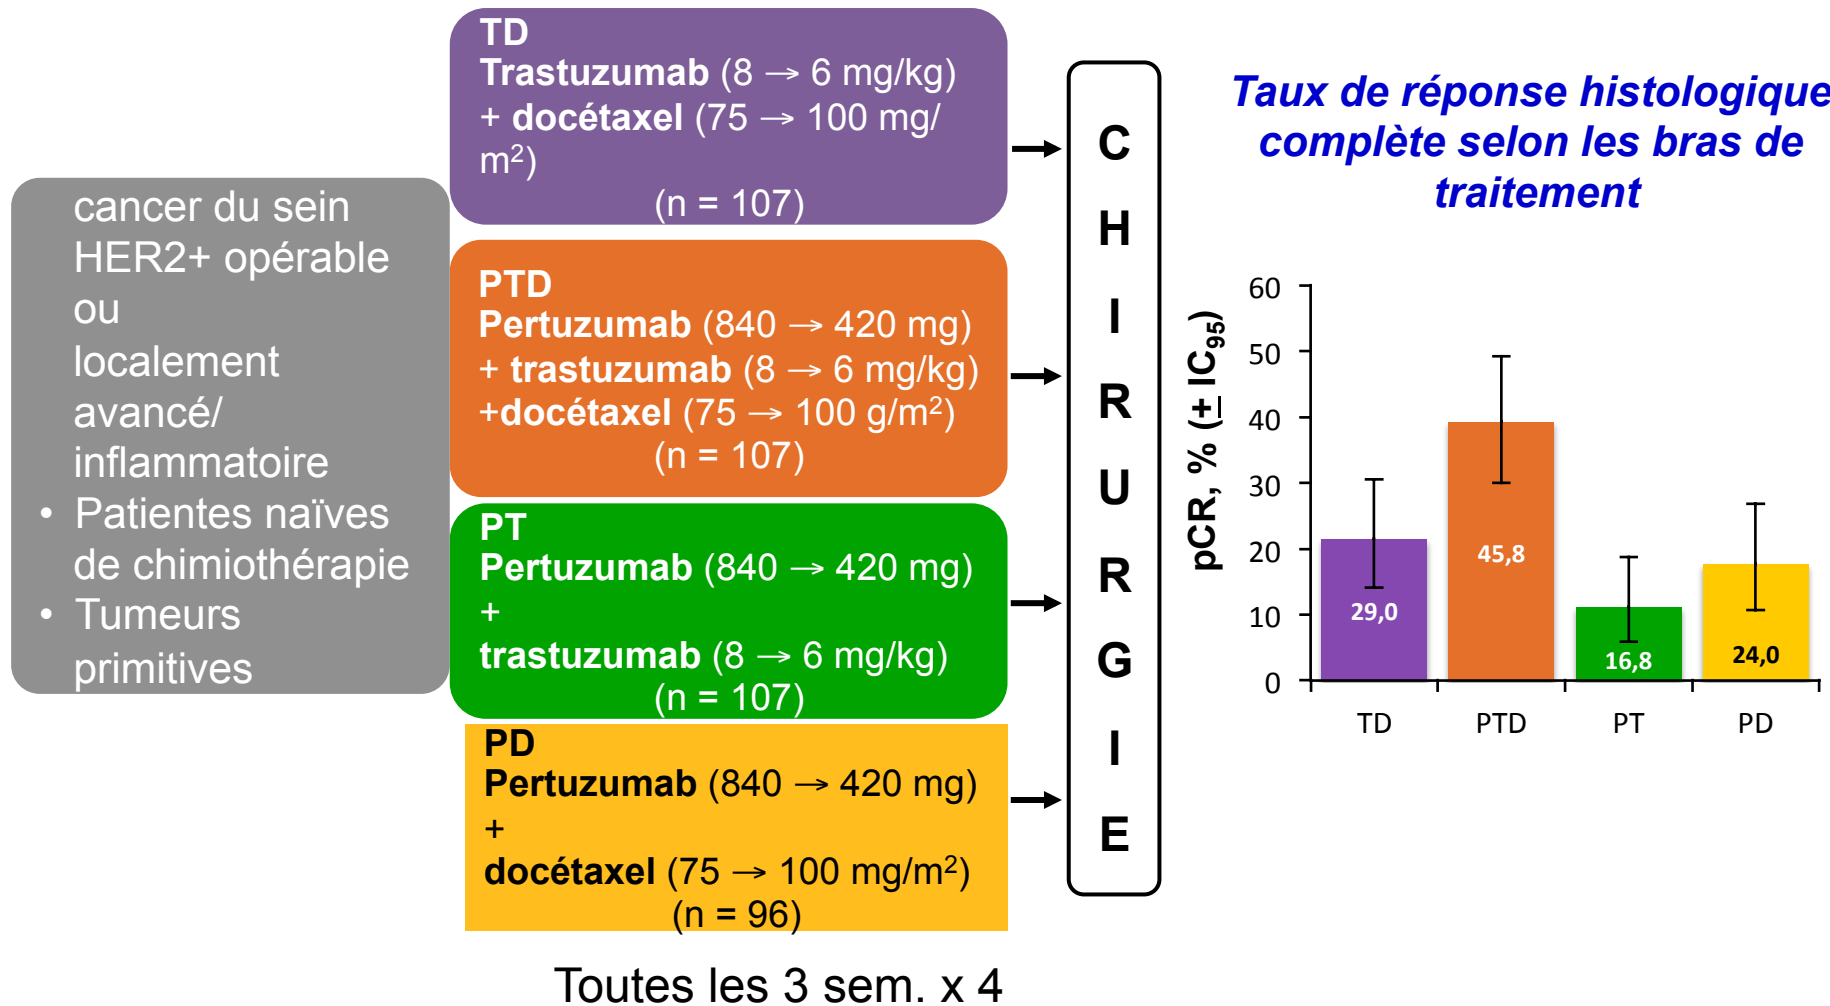 cancer du sein
HER2+ opérable
ou
localement
avancé/
inflammatoire
• Patientes naïves
de chimiothérapie
• Tumeurs
primitives
TD
Trastuzumab (8 → 6 mg/kg)
+ docétaxel (75 → 100 mg/
m²)
(n = 107)
PTD
Pertuzumab (840 → 420 mg)
+ trastuzumab (8 → 6 mg/kg)
+docétaxel (75 → 100 g/m²)
(n = 107)
PT
Pertuzumab (840 → 420 mg)
+
trastuzumab (8 → 6 mg/kg)
(n = 107)
PD
Pertuzumab (840 → 420 mg)
+
docétaxel (75 → 100 mg/m²)
(n = 96)
Toutes les 3 sem. x 4
C
H
I
R
U
R
G
I
E
Taux de réponse histologique
complète selon les bras de
traitement
pCR, % (± IC95)
60
50
40
30
20
10
0
29,0
45,8
16,8
24,0
TD
PTD
PT
PD